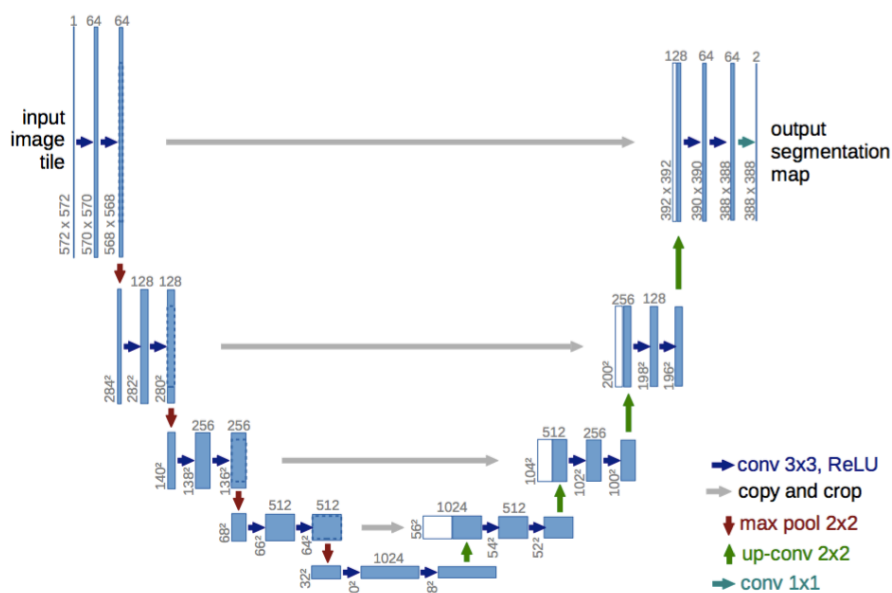 1
64
64
input
image
tile
572 x 572
570 x 570
568 x 568
128
64
64
2
output
segmentation
map
392 x 392
390 x 390
388 x 388
388 x 388
128
128
284²
282²
280²
256
128
200²
198²
196²
256
256
140²
138²
136²
512
256
104²
102²
100²
512
512
68²
66²
64²
1024
512
56²
54²
52²
1024
32²
0²
8²
conv 3x3, ReLU
copy and crop
max pool 2x2
up-conv 2x2
conv 1x1